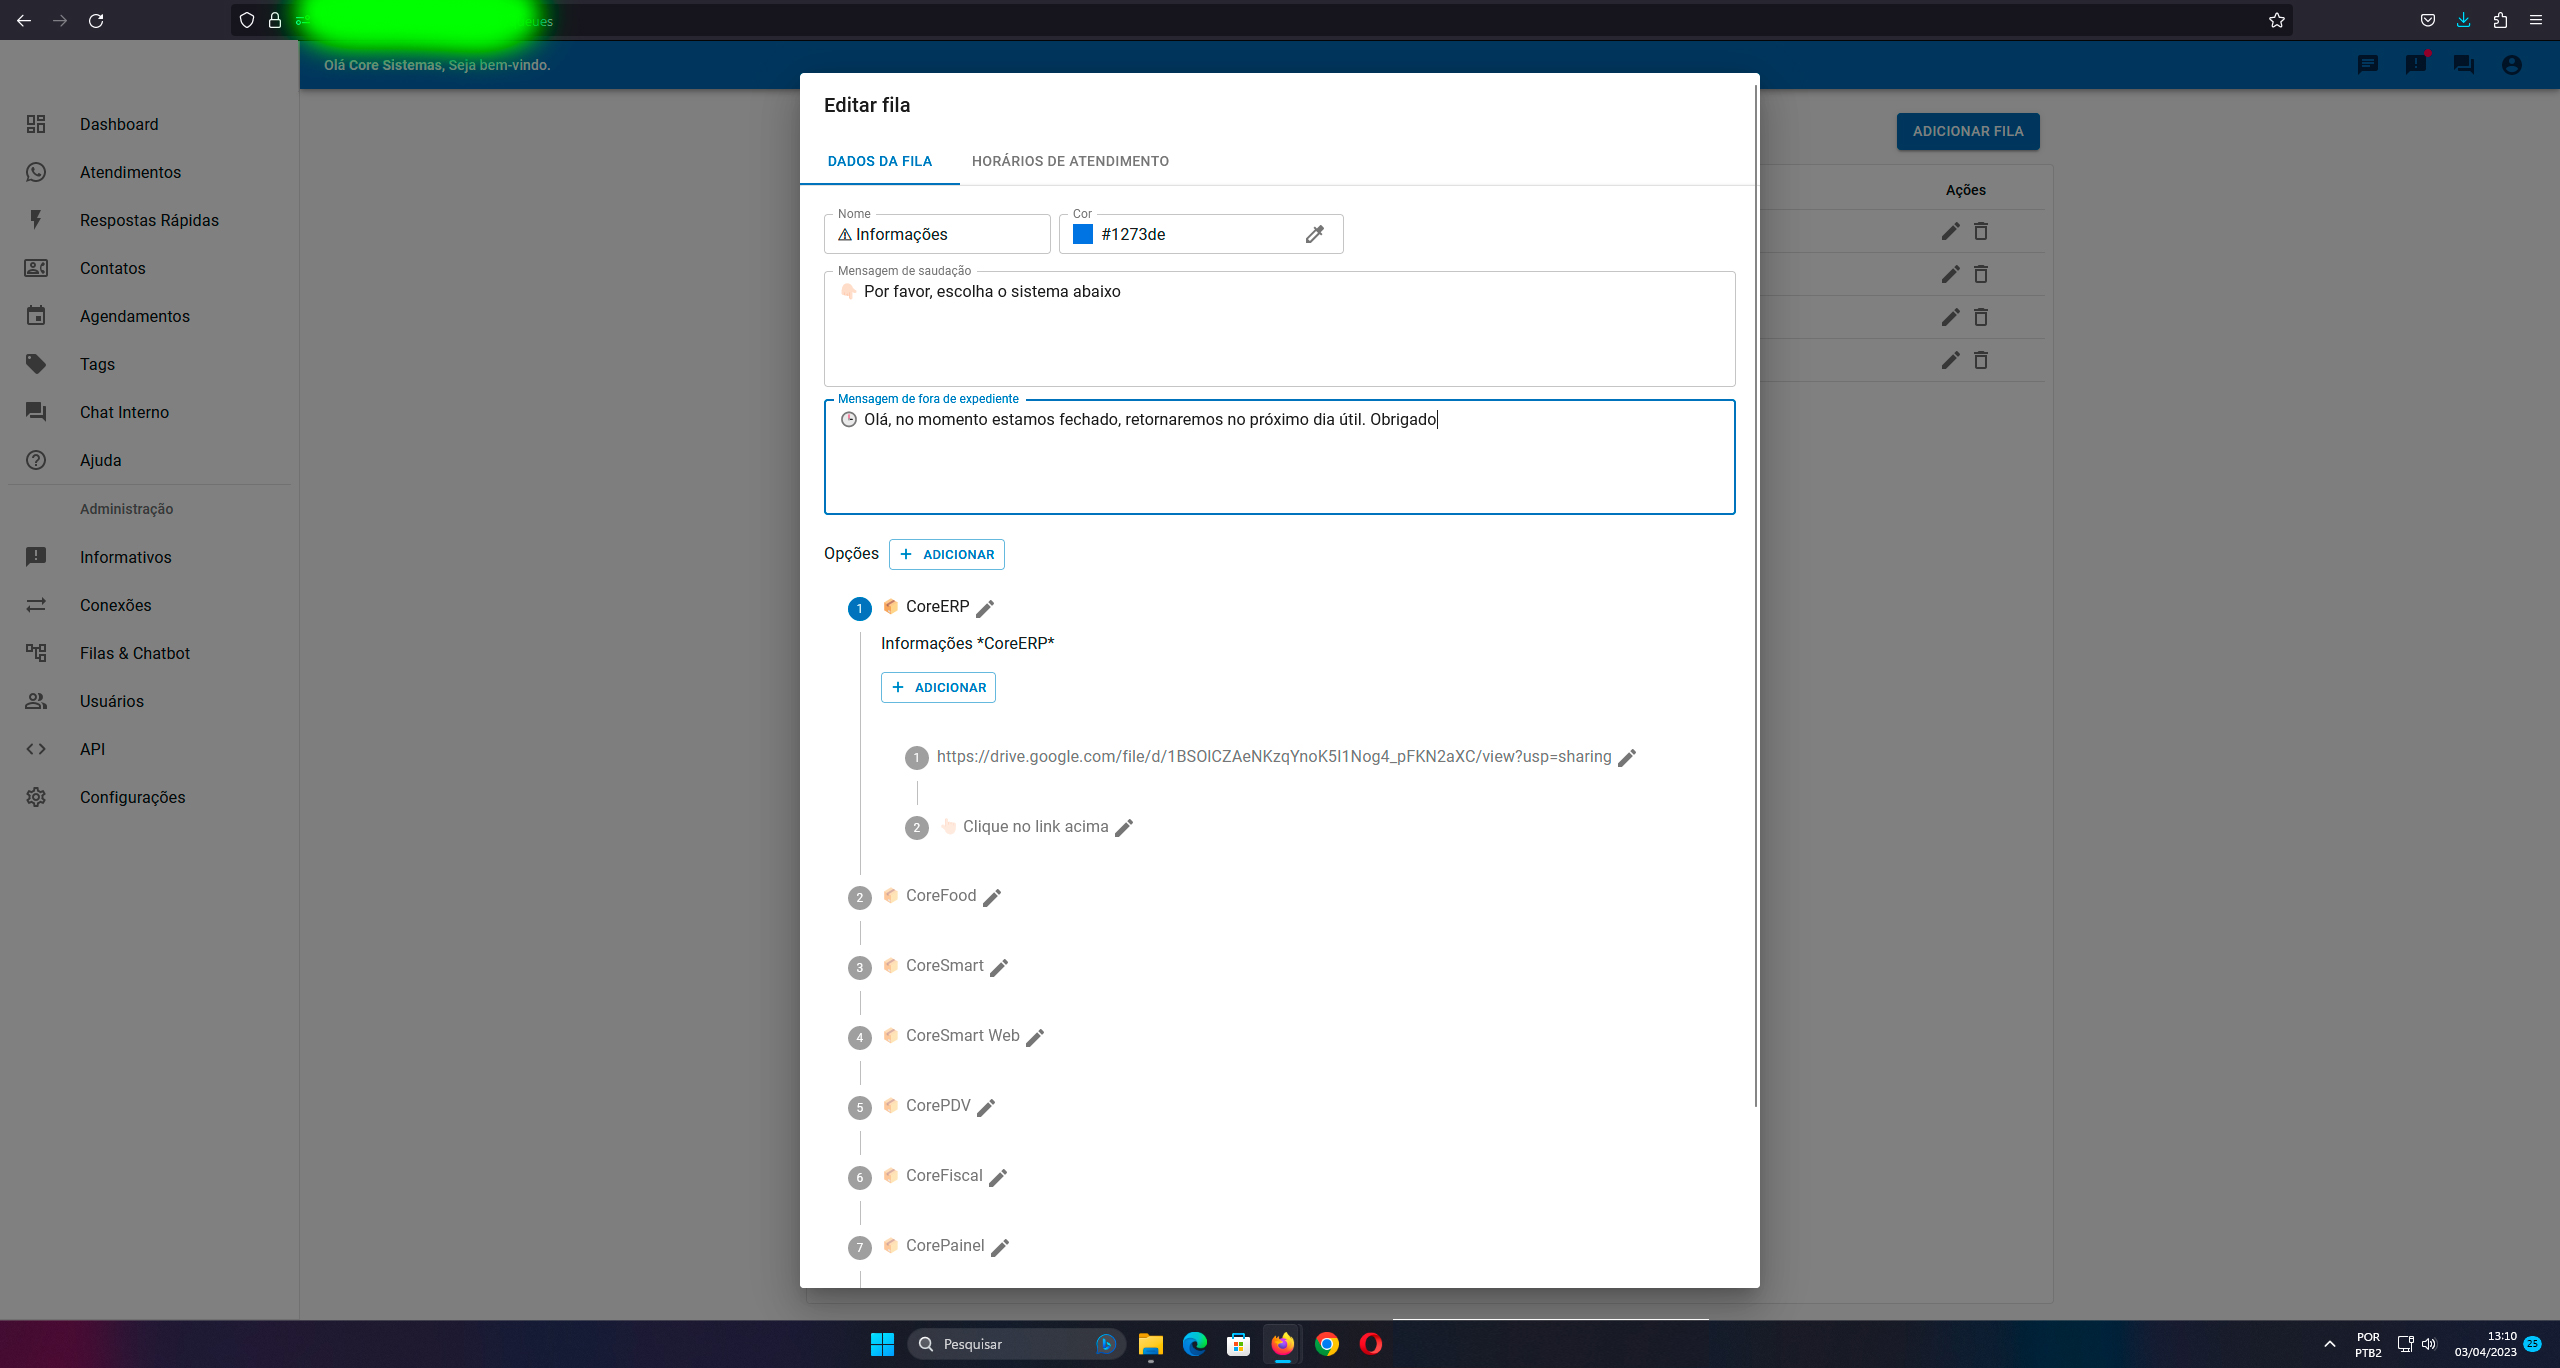 Olá Core Sistemas, Seja bem-vindo.
Dashboard
Atendimentos
Respostas Rápidas
Contatos
Agendamentos
Tags
Chat Interno
Ajuda
Administração
Informativos
Conexões
Filas & Chatbot
Usuários
API
Configurações
Editar fila
DADOS DA FILA
HORÁRIOS DE ATENDIMENTO
Nome
⚠ Informações
Cor
#1273de
Mensagem de saudação
👇🏻 Por favor, escolha o sistema abaixo
Mensagem de fora de expediente
🕒 Olá, no momento estamos fechado, retornaremos no próximo dia útil. Obrigado
Opções
+ ADICIONAR
1 📦 CoreERP
Informações *CoreERP*
+ ADICIONAR
1 https://drive.google.com/file/d/1BSOlCZAeNKzqYnoK5I1Nog4_pFKN2aXC/view?usp=sharing
2 👆🏻 Clique no link acima
2 📦 CoreFood
3 📦 CoreSmart
4 📦 CoreSmart Web
5 📦 CorePDV
6 📦 CoreFiscal
7 📦 CorePainel
ADICIONAR FILA
Ações
Pesquisar
POR
PTB2
13:10
03/04/2023
25